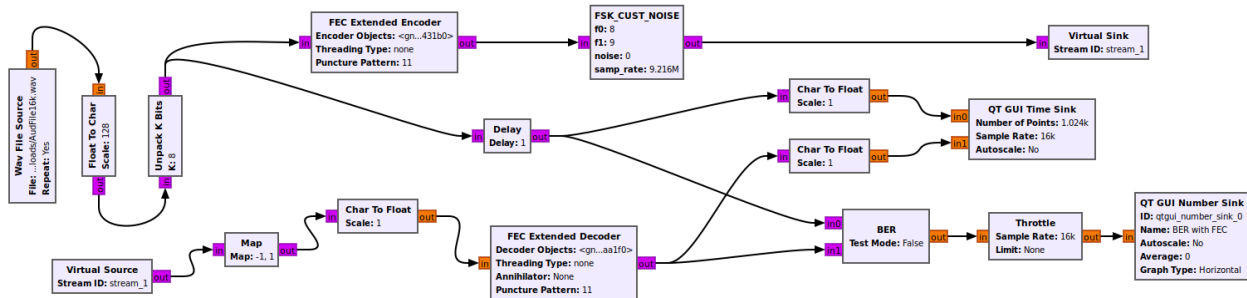 FEC Extended Encoder
Encoder Objects: <gn...431b0>
Threading Type: none
Puncture Pattern: 11
in
out
FSK_CUST_NOISE
f0: 8
f1: 9
noise: 0
samp_rate: 9.216M
in
out
Virtual Sink
Stream ID: stream_1
in
Wav File Source
File: ...loads/AudFile16k.wav
Repeat: Yes
out
Float To Char
Scale: 128
in
out
Unpack K Bits
K: 8
in
out
Delay
Delay: 1
in
out
Char To Float
Scale: 1
in
out
Char To Float
Scale: 1
in
out
QT GUI Time Sink
Number of Points: 1.024k
Sample Rate: 16k
Autoscale: No
in0
in1
Virtual Source
Stream ID: stream_1
out
Map
Map: -1, 1
in
out
Char To Float
Scale: 1
in
out
FEC Extended Decoder
Decoder Objects: <gn...aa1f0>
Threading Type: none
Annihilator: None
Puncture Pattern: 11
in
out
BER
Test Mode: False
in0
in1
out
Throttle
Sample Rate: 16k
Limit: None
in
out
QT GUI Number Sink
ID: qtgui_number_sink_0
Name: BER with FEC
Autoscale: No
Average: 0
Graph Type: Horizontal
in